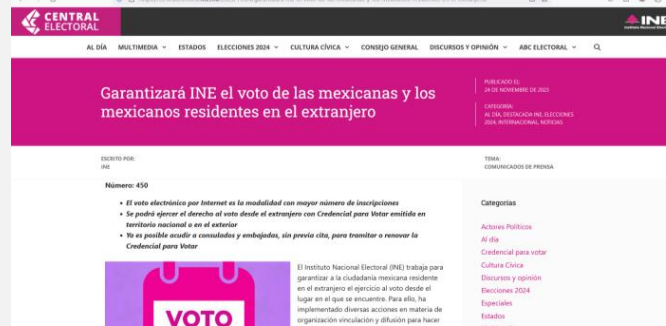 CENTRAL
ELECTORAL
INE
Instituto Nacional Electoral
AL DÍA MULTIMEDIA ESTADOS ELECCIONES 2024 CULTURA CÍVICA CONSEJO GENERAL DISCURSOS Y OPINIÓN ABC ELECTORAL
Garantizará INE el voto de las mexicanas y los
mexicanos residentes en el extranjero
PUBLICADO EL:
24 DE NOVIEMBRE DE 2023
CATEGORÍA:
AL DÍA, DESTACADA INE, ELECCIONES
2024, INTERNACIONAL, NOTICIAS
ESCRITO POR:
INE
TEMA:
COMUNICADOS DE PRENSA
Número: 450
El voto electrónico por Internet es la modalidad con mayor número de inscripciones
Se podrá ejercer el derecho al voto desde el extranjero con Credencial para Votar emitida en
territorio nacional o en el exterior
Ya es posible acudir a consulados y embajadas, sin previa cita, para tramitar o renovar la
Credencial para Votar
VOTO
El Instituto Nacional Electoral (INE) trabaja para
garantizar a la ciudadanía mexicana residente
en el extranjero el ejercicio al voto desde el
lugar en el que se encuentre. Para ello, ha
implementado diversas acciones en materia de
organización vinculación y difusión para hacer
Categorías
Actores Políticos
Al día
Credencial para votar
Cultura Cívica
Discursos y opinión
Elecciones 2024
Especiales
Estados